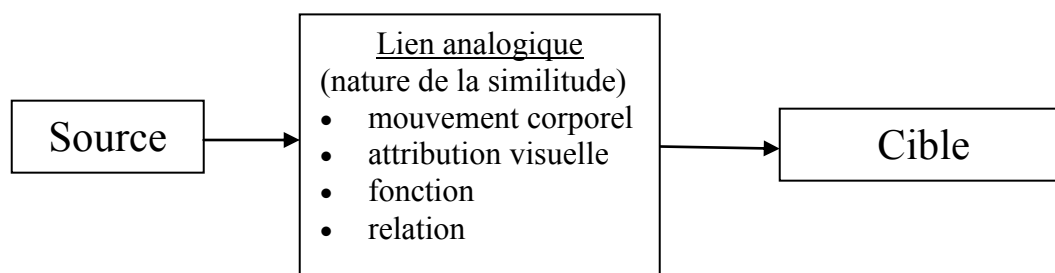 Source
Lien analogique
(nature de la similitude)
• mouvement corporel
• attribution visuelle
• fonction
• relation
Cible